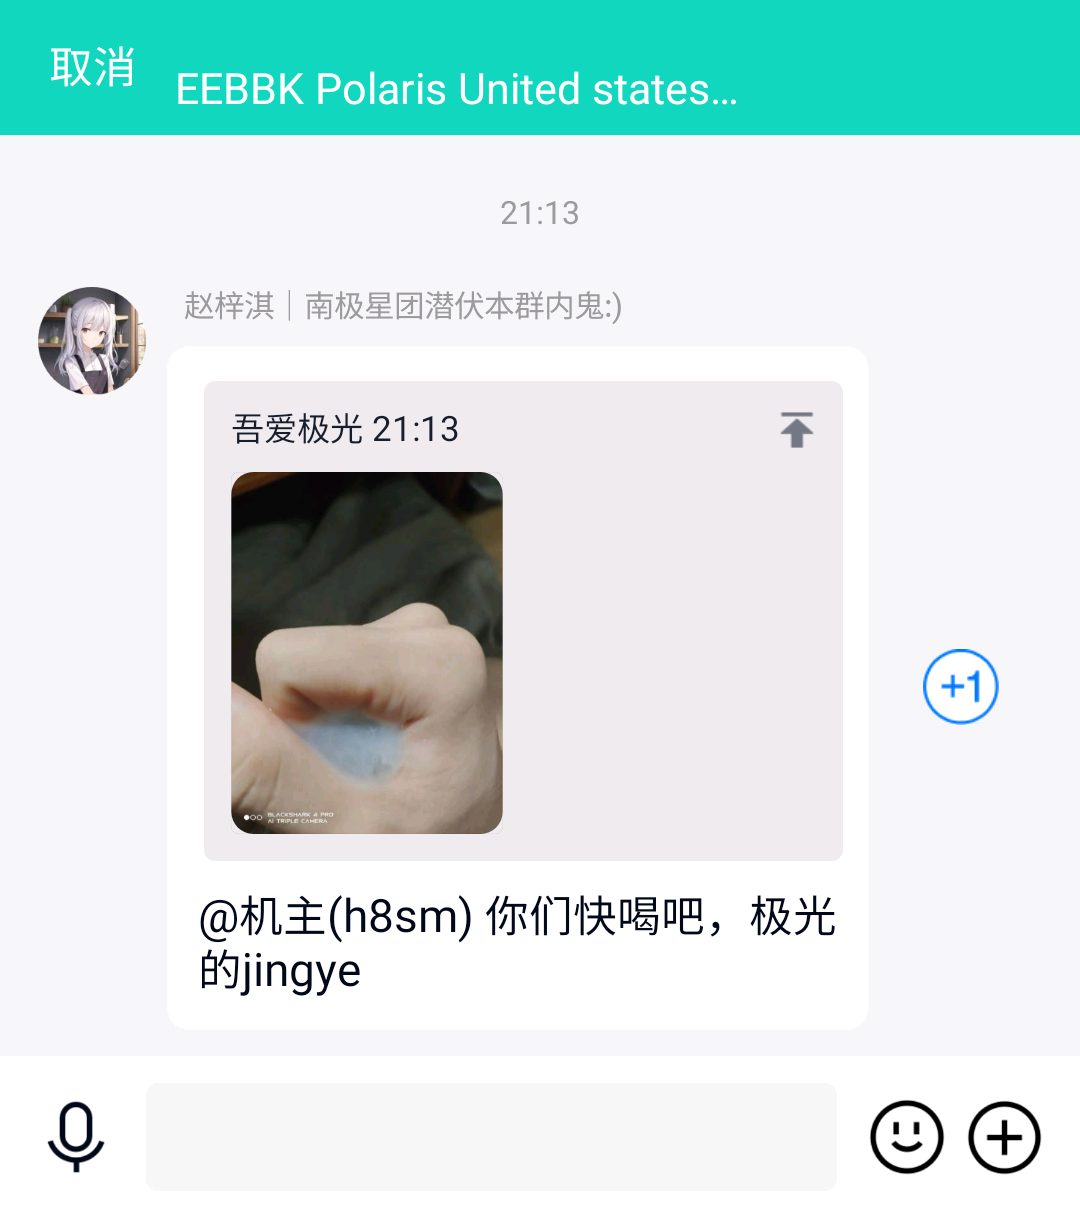 取消
EEBBK Polaris United states...
21:13
赵梓淇｜南极星团潜伏本群内鬼:)
吾爱极光 21:13
BLACKSHARK 4 PRO
AI TRIPLE CAMERA
+1
@机主(h8sm) 你们快喝吧，极光
的jingye